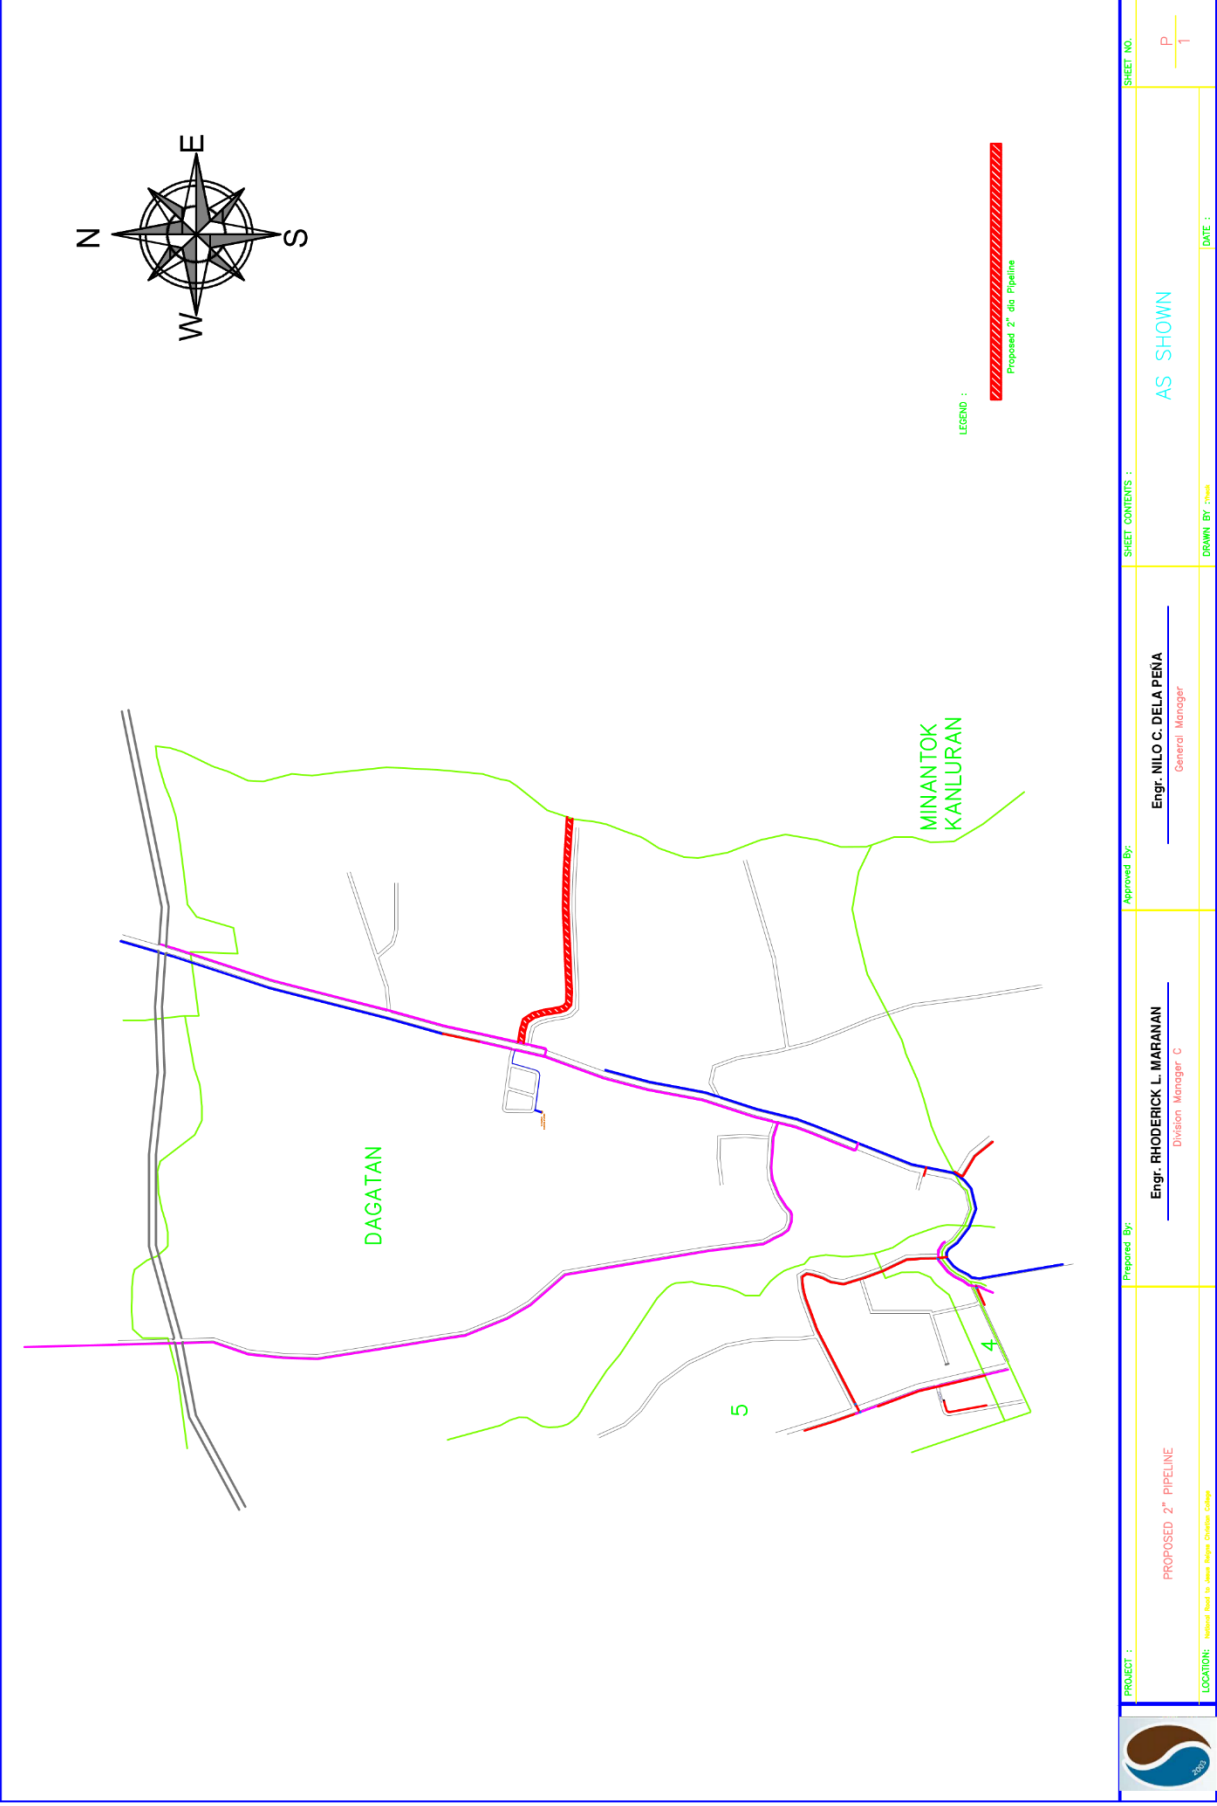 N
E
W
S
DAGATAN
MINANTOK
KANLURAN
5
4
LEGEND :
Proposed 2" dia Pipeline
2003
PROJECT :
PROPOSED 2" PIPELINE
LOCATION:
Prepared By:
Engr. RHODERICK L. MARANAN
Division Manager C
Approved By:
Engr. NILO C. DELA PEÑA
General Manager
SHEET CONTENTS :
AS SHOWN
DRAWN BY :
DATE :
SHEET NO.
P
1